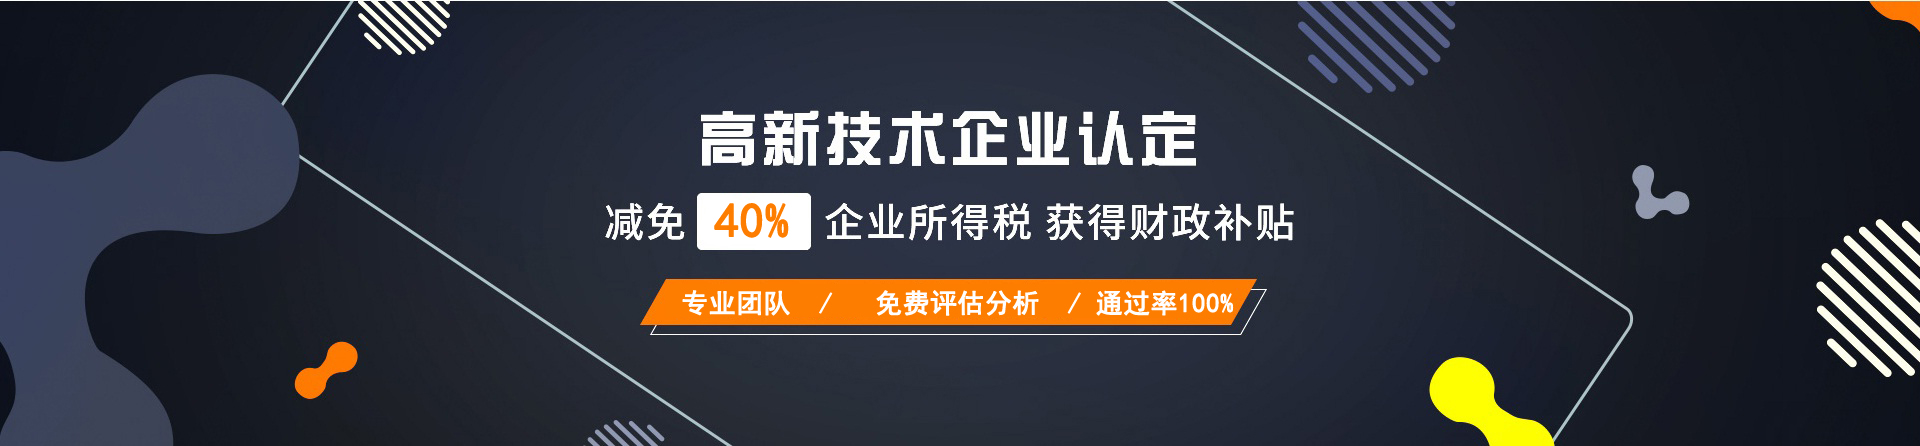 高新技术企业认定
减免 40% 企业所得税 获得财政补贴
专业团队 / 免费评估分析 / 通过率100%